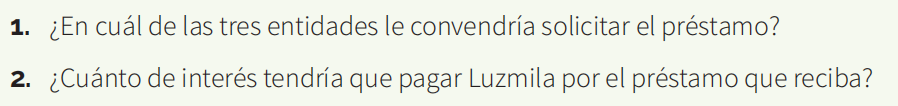 1. ¿En cuál de las tres entidades le convendría solicitar el préstamo?
2. ¿Cuánto de interés tendría que pagar Luzmila por el préstamo que reciba?